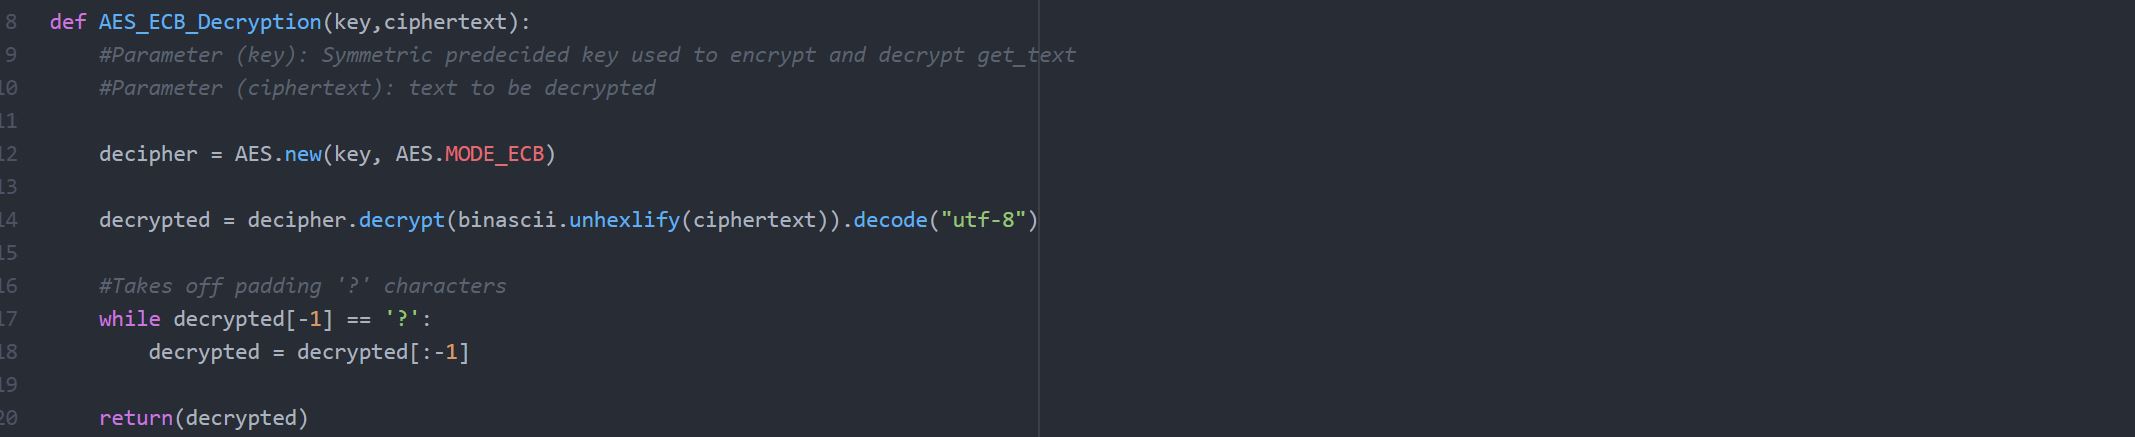 8 def AES_ECB_Decryption(key,ciphertext):
9     #Parameter (key): Symmetric predecided key used to encrypt and decrypt get_text
10     #Parameter (ciphertext): text to be decrypted
11
12     decipher = AES.new(key, AES.MODE_ECB)
13
14     decrypted = decipher.decrypt(binascii.unhexlify(ciphertext)).decode("utf-8")
15
16     #Takes off padding '?' characters
17     while decrypted[-1] == '?':
18         decrypted = decrypted[:-1]
19
20     return(decrypted)